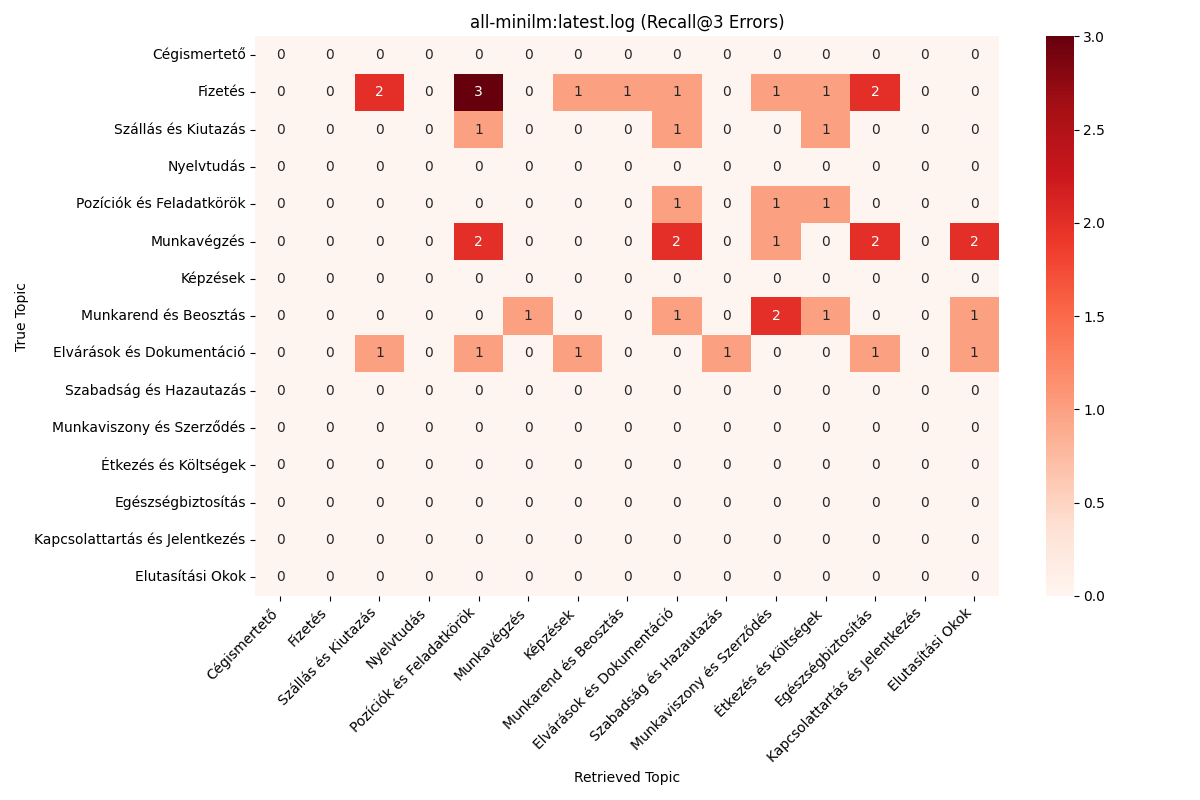 all-minilm:latest.log (Recall@3 Errors)
True Topic
Cégismertető 0 0 0 0 0 0 0 0 0 0 0 0 0 0 0
Fizetés 0 0 2 0 3 0 1 1 1 0 1 1 2 0 0
Szállás és Kiutazás 0 0 0 0 1 0 0 0 1 0 0 1 0 0 0
Nyelvtudás 0 0 0 0 0 0 0 0 0 0 0 0 0 0 0
Pozíciók és Feladatkörök 0 0 0 0 0 0 0 0 1 0 1 1 0 0 0
Munkavégzés 0 0 0 0 2 0 0 0 2 0 1 0 2 0 2
Képzések 0 0 0 0 0 0 0 0 0 0 0 0 0 0 0
Munkarend és Beosztás 0 0 0 0 0 1 0 0 1 0 2 1 0 0 1
Elvárások és Dokumentáció 0 0 1 0 1 0 1 0 0 1 0 0 1 0 1
Szabadság és Hazautazás 0 0 0 0 0 0 0 0 0 0 0 0 0 0 0
Munkaviszony és Szerződés 0 0 0 0 0 0 0 0 0 0 0 0 0 0 0
Étkezés és Költségek 0 0 0 0 0 0 0 0 0 0 0 0 0 0 0
Egészségbiztosítás 0 0 0 0 0 0 0 0 0 0 0 0 0 0 0
Kapcsolattartás és Jelentkezés 0 0 0 0 0 0 0 0 0 0 0 0 0 0 0
Elutasítási Okok 0 0 0 0 0 0 0 0 0 0 0 0 0 0 0
Cégismertető
Fizetés
Szállás és Kiutazás
Nyelvtudás
Pozíciók és Feladatkörök
Munkavégzés
Képzések
Munkarend és Beosztás
Elvárások és Dokumentáció
Szabadság és Hazautazás
Munkaviszony és Szerződés
Étkezés és Költségek
Egészségbiztosítás
Kapcsolattartás és Jelentkezés
Elutasítási Okok
Retrieved Topic
3.0
2.5
2.0
1.5
1.0
0.5
0.0